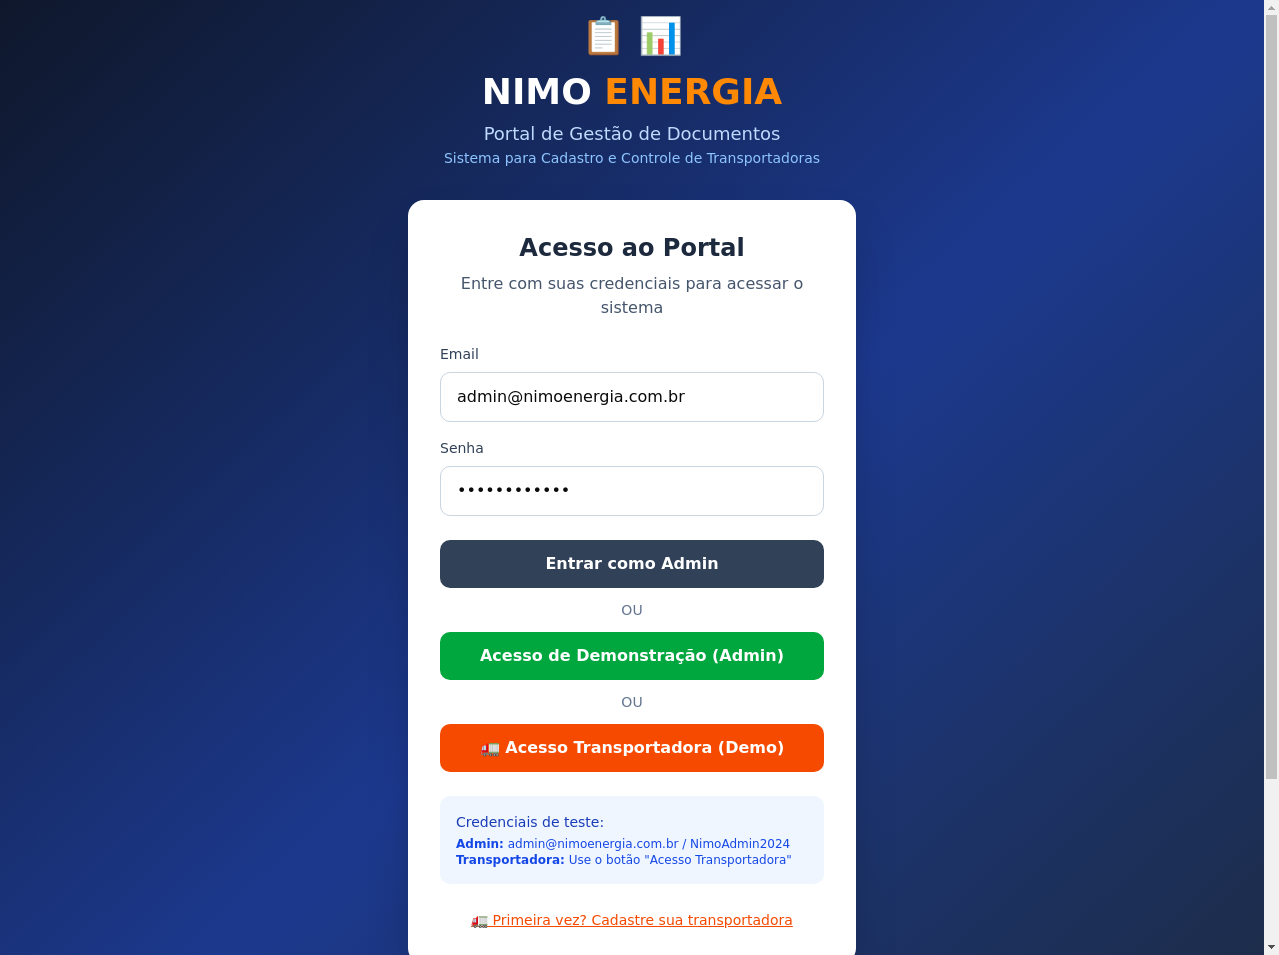 NIMO ENERGIA
Portal de Gestão de Documentos
Sistema para Cadastro e Controle de Transportadoras
Acesso ao Portal
Entre com suas credenciais para acessar o
sistema
Email
admin@nimoenergia.com.br
Senha
••••••••••••
Entrar como Admin
OU
Acesso de Demonstração (Admin)
OU
🚛 Acesso Transportadora (Demo)
Credenciais de teste:
Admin: admin@nimoenergia.com.br / NimoAdmin2024
Transportadora: Use o botão "Acesso Transportadora"
🚛 Primeira vez? Cadastre sua transportadora